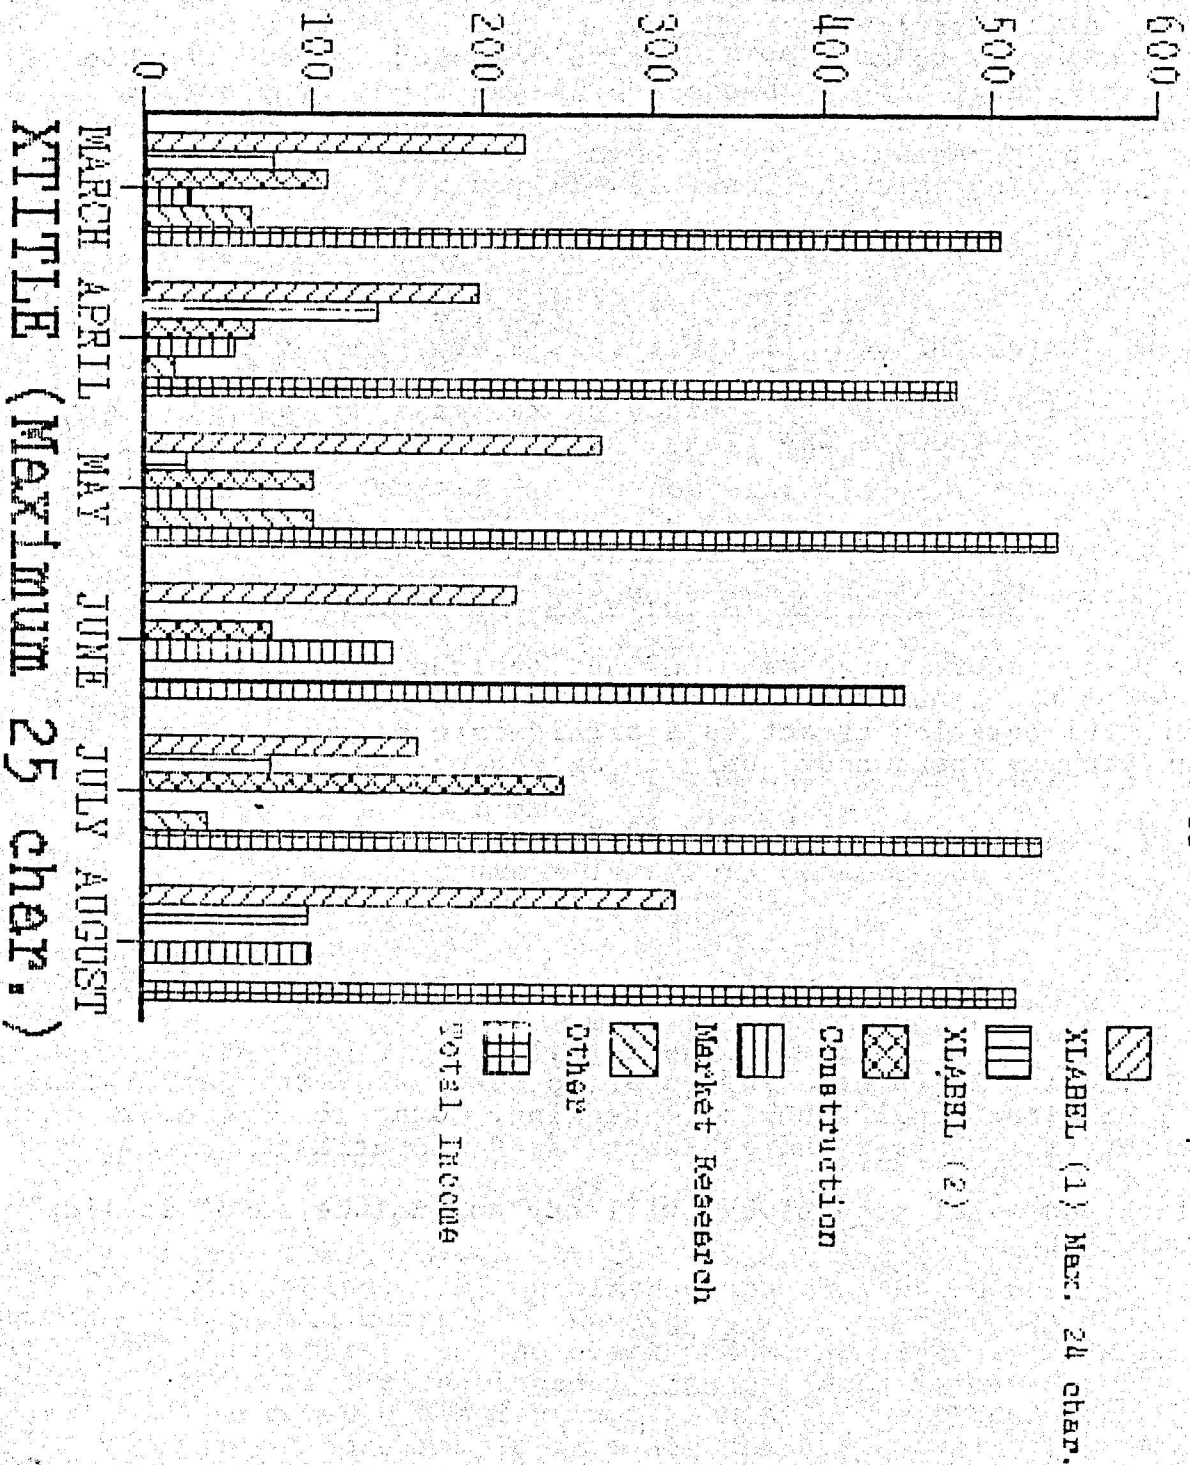 600
500
400
300
200
100
0
MARCH APRIL MAY JUNE JULY AUGUST
XTITLE (Maximum 25 char.)
XLABEL (1) Max. 24 char.
XLABEL (2)
Construction
Market Research
Other
Total Income